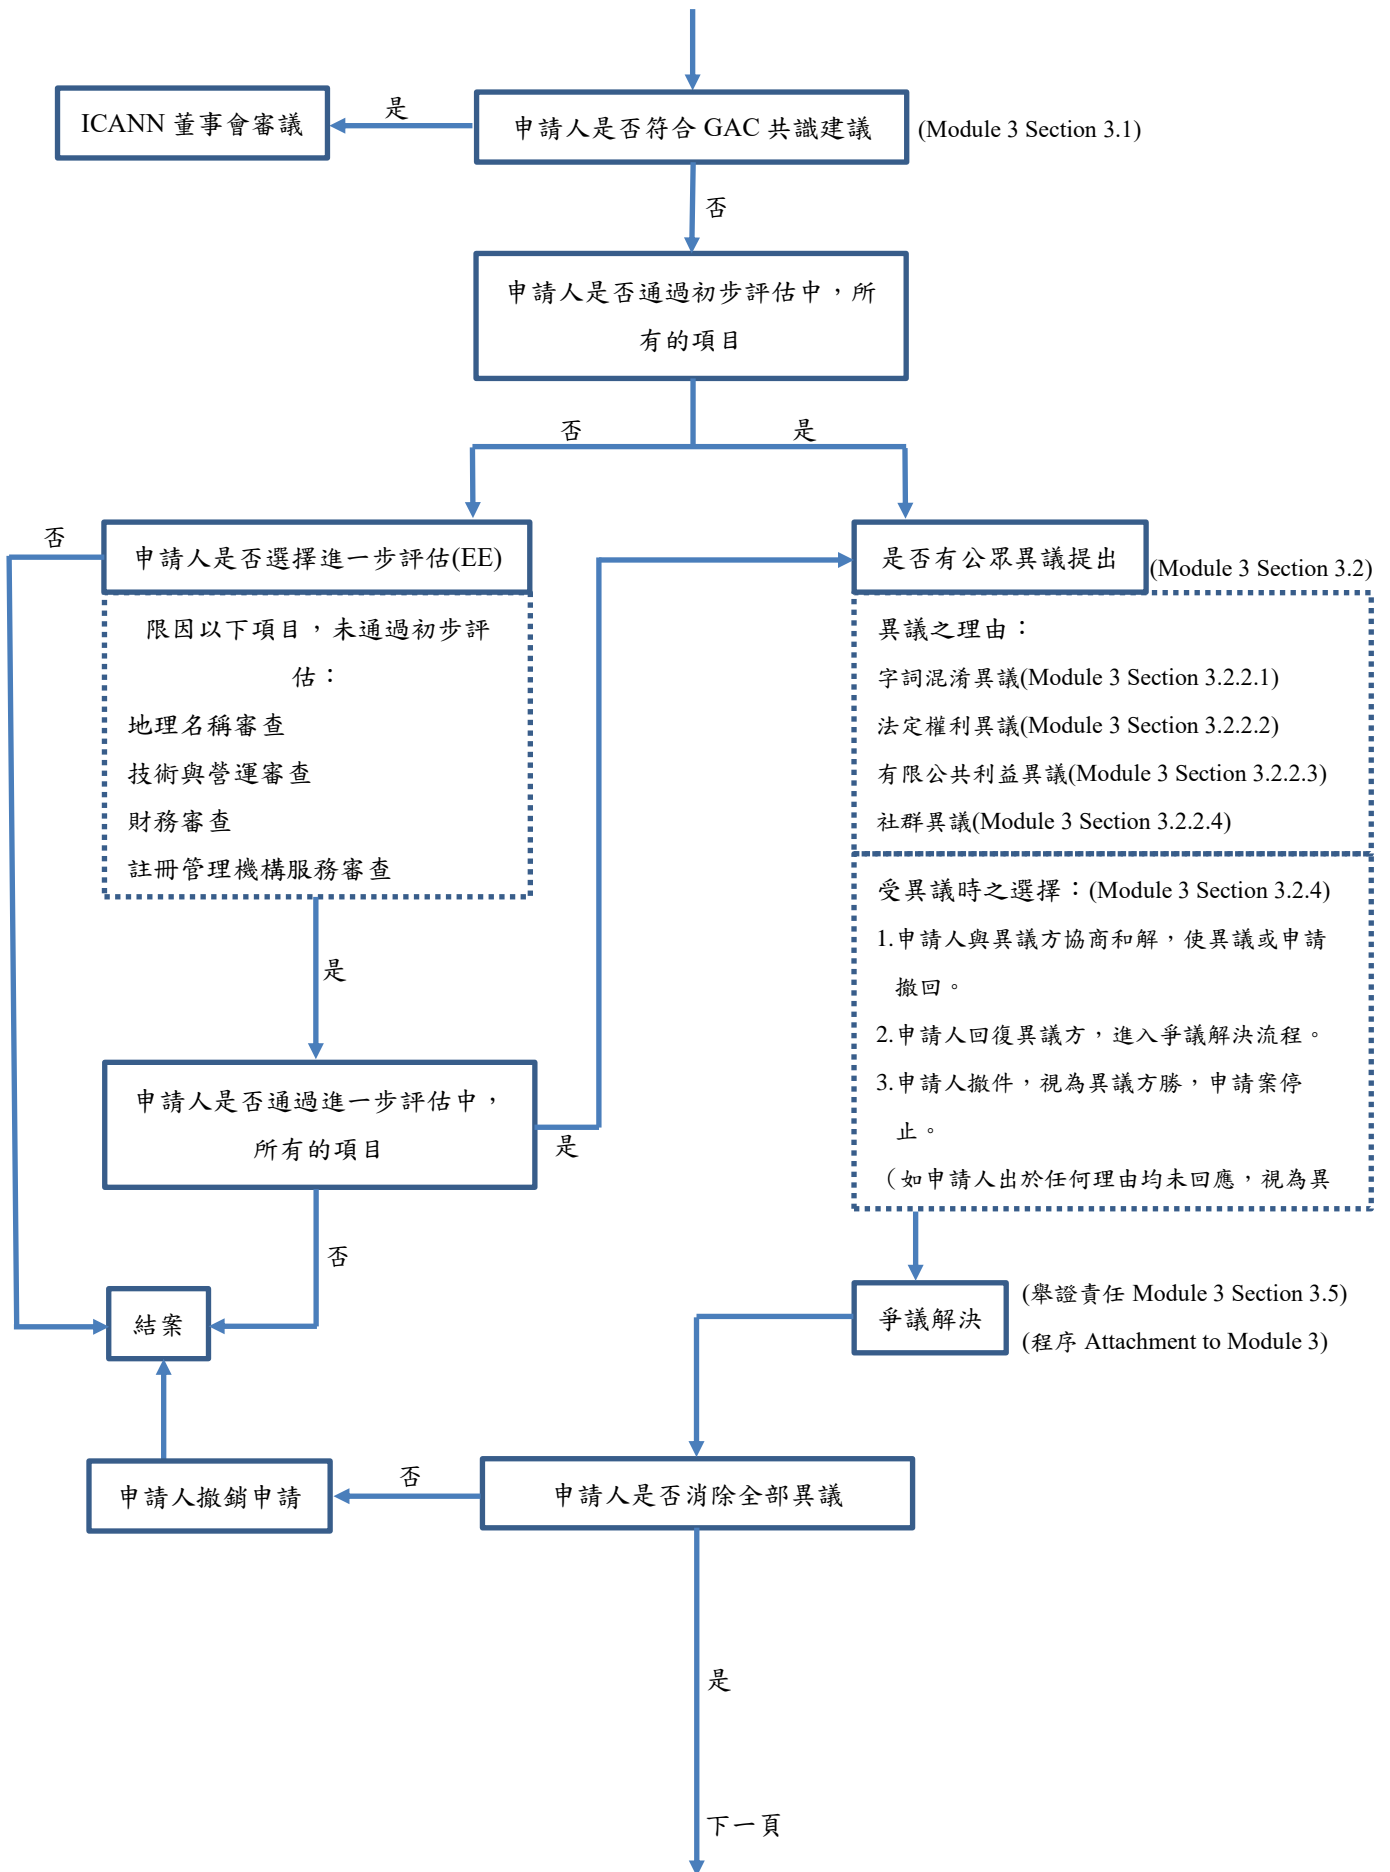 ICANN 董事會審議
是
申請人是否符合 GAC 共識建議
(Module 3 Section 3.1)
否
申請人是否通過初步評估中，所
有的項目
否
是
否
申請人是否選擇進一步評估(EE)
限因以下項目，未通過初步評
估：
地理名稱審查
技術與營運審查
財務審查
註冊管理機構服務審查
是
申請人是否通過進一步評估中，
所有的項目
是
否
是否有公眾異議提出
(Module 3 Section 3.2)
異議之理由：
字詞混淆異議(Module 3 Section 3.2.2.1)
法定權利異議(Module 3 Section 3.2.2.2)
有限公共利益異議(Module 3 Section 3.2.2.3)
社群異議(Module 3 Section 3.2.2.4)
受異議時之選擇：(Module 3 Section 3.2.4)
1.申請人與異議方協商和解，使異議或申請
撤回。
2.申請人回復異議方，進入爭議解決流程。
3.申請人撤件，視為異議方勝，申請案停
止。
（如申請人出於任何理由均未回應，視為異
結案
爭議解決
(舉證責任 Module 3 Section 3.5)
(程序 Attachment to Module 3)
申請人撤銷申請
否
申請人是否消除全部異議
是
下一頁